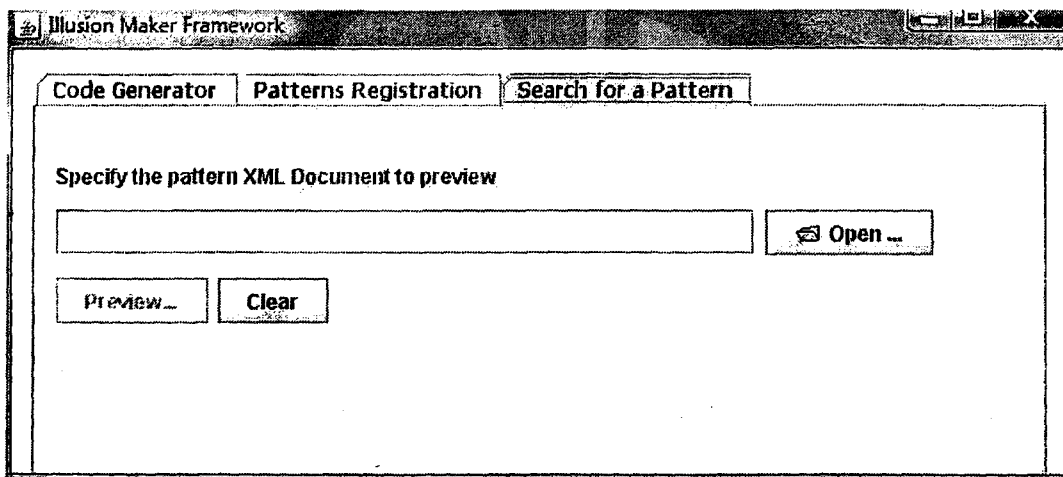 Illusion Maker Framework
Code Generator Patterns Registration Search for a Pattern
Specify the pattern XML Document to preview
Open ...
Preview... Clear